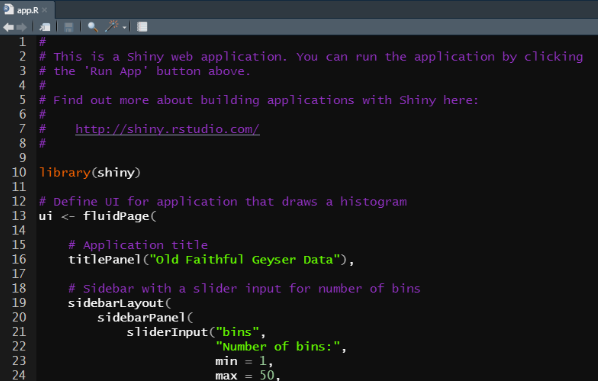 app.R
1 #
2 # This is a Shiny web application. You can run the application by clicking
3 # the 'Run App' button above.
4 #
5 # Find out more about building applications with Shiny here:
6 #
7 #    http://shiny.rstudio.com/
8 #
9
10 library(shiny)
11
12 # Define UI for application that draws a histogram
13 ui <- fluidPage(
14
15     # Application title
16     titlePanel("Old Faithful Geyser Data"),
17
18     # Sidebar with a slider input for number of bins
19     sidebarLayout(
20         sidebarPanel(
21             sliderInput("bins",
22                         "Number of bins:",
23                         min = 1,
24                         max = 50,